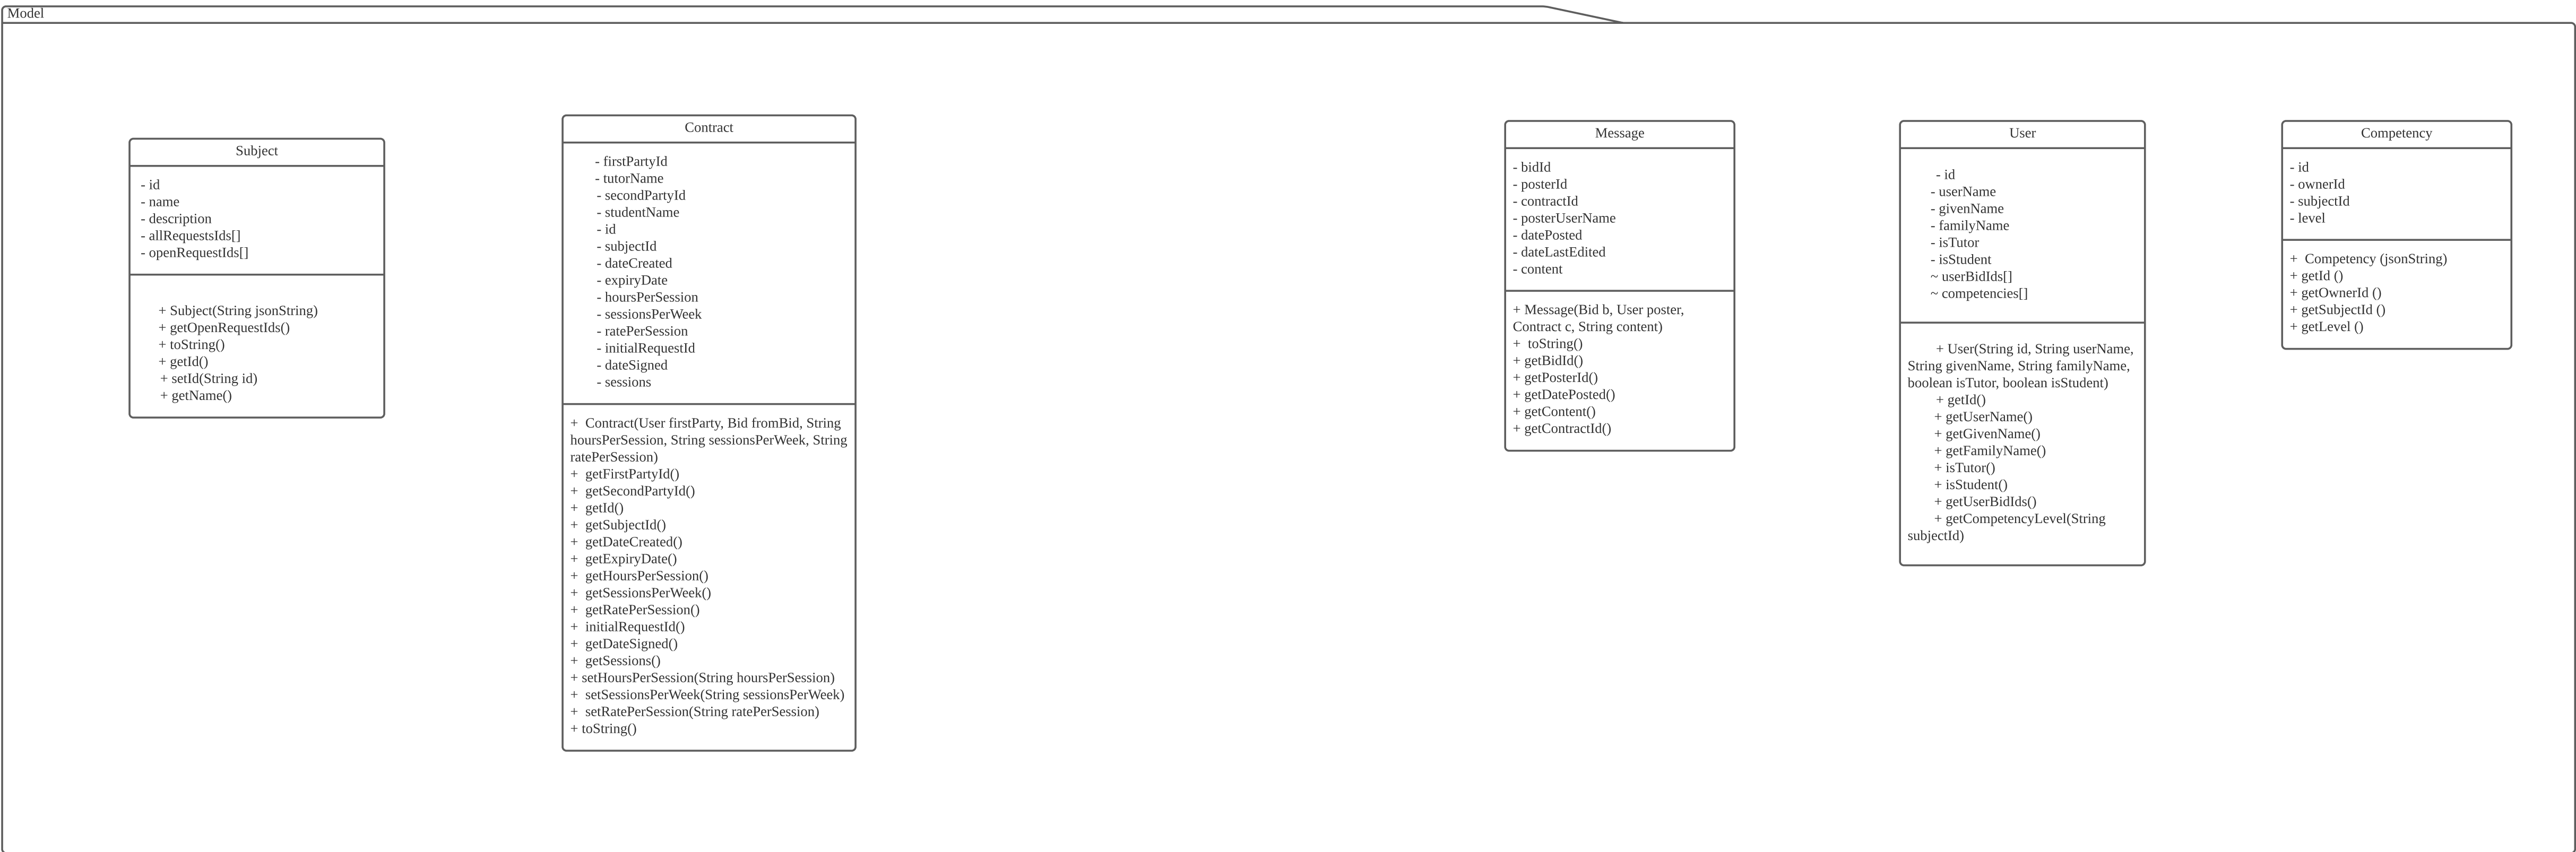 Model
Subject
- id
- name
- description
- allRequestsIds[]
- openRequestIds[]
+ Subject(String jsonString)
+ getOpenRequestIds()
+ toString()
+ getId()
+ setId(String id)
+ getName()
Contract
- firstPartyId
- tutorName
- secondPartyId
- studentName
- id
- subjectId
- dateCreated
- expiryDate
- hoursPerSession
- sessionsPerWeek
- ratePerSession
- initialRequestId
- dateSigned
- sessions
+  Contract(User firstParty, Bid fromBid, String
hoursPerSession, String sessionsPerWeek, String
ratePerSession)
+  getFirstPartyId()
+  getSecondPartyId()
+  getId()
+  getSubjectId()
+  getDateCreated()
+  getExpiryDate()
+  getHoursPerSession()
+  getSessionsPerWeek()
+  getRatePerSession()
+  initialRequestId()
+  getDateSigned()
+  getSessions()
+ setHoursPerSession(String hoursPerSession)
+  setSessionsPerWeek(String sessionsPerWeek)
+  setRatePerSession(String ratePerSession)
+ toString()
Message
- bidId
- posterId
- contractId
- posterUserName
- datePosted
- dateLastEdited
- content
+ Message(Bid b, User poster,
Contract c, String content)
+  toString()
+ getBidId()
+ getPosterId()
+ getDatePosted()
+ getContent()
+ getContractId()
User
- id
- userName
- givenName
- familyName
- isTutor
- isStudent
~ userBidIds[]
~ competencies[]
+ User(String id, String userName,
String givenName, String familyName,
boolean isTutor, boolean isStudent)
+ getId()
+ getUserName()
+ getGivenName()
+ getFamilyName()
+ isTutor()
+ isStudent()
+ getUserBidIds()
+ getCompetencyLevel(String
subjectId)
Competency
- id
- ownerId
- subjectId
- level
+  Competency (jsonString)
+ getId ()
+ getOwnerId ()
+ getSubjectId ()
+ getLevel ()